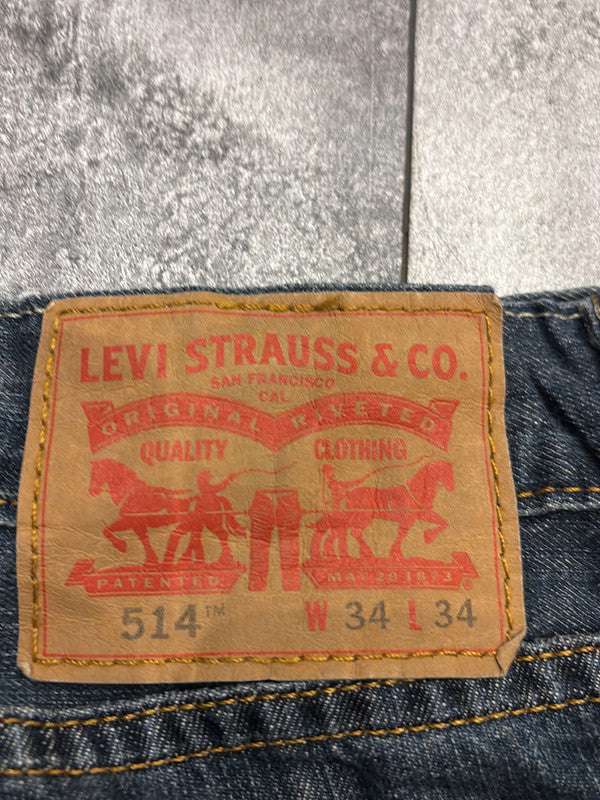 LEVI STRAUSS & CO.
SAN FRANCISCO
CAL
ORIGINAL RIVETED
QUALITY CLOTHING
PATENTED MAY 20 1873
514™ W 34 L 34